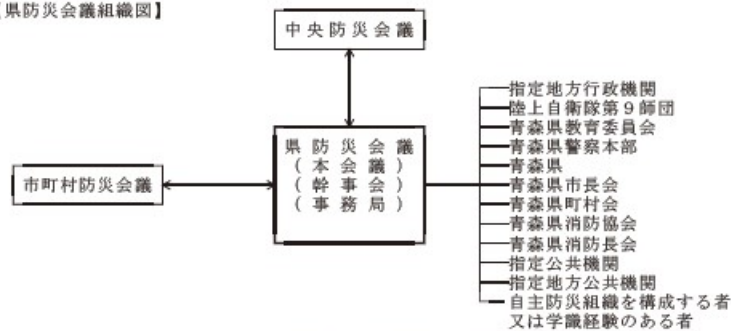 【県防災会議組織図】
中央防災会議
県防災会議
（本会議）
（幹事会）
（事務局）
市町村防災会議
指定地方行政機関
陸上自衛隊第９師団
青森県教育委員会
青森県警察本部
青森県
青森県市長会
青森県町村会
青森県消防協会
青森県消防長会
指定公共機関
指定地方公共機関
自主防災組織を構成する者
又は学識経験のある者